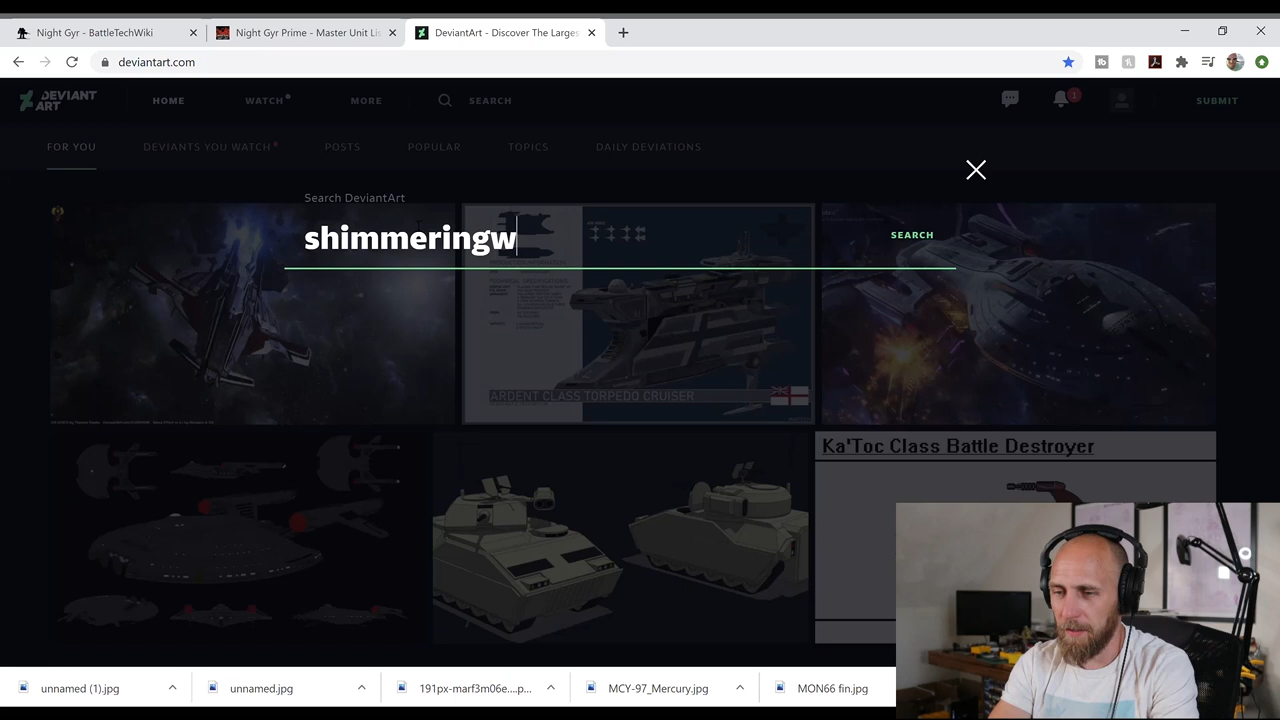 Night Gyr - BattleTechWiki
Night Gyr Prime - Master Unit Lis
DeviantArt - Discover The Larges
deviantart.com
DEVIANT ART
HOME
WATCH
MORE
SEARCH
1
SUBMIT
FOR YOU
DEVIANTS YOU WATCH
POSTS
POPULAR
TOPICS
DAILY DEVIATIONS
Search DeviantArt
shimmeringw
SEARCH
ARDENT CLASS TORPEDO CRUISER
Ka'Toc Class Battle Destroyer
unnamed (1).jpg
unnamed.jpg
191px-marf3m06e....p...
MCY-97_Mercury.jpg
MON66 fin.jpg